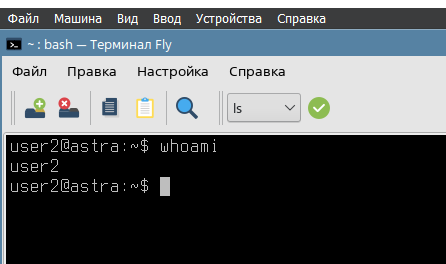 Файл Машина Вид Ввод Устройства Справка
~ : bash — Терминал Fly
Файл Правка Настройка Справка
ls
user2@astra:~$ whoami
user2
user2@astra:~$